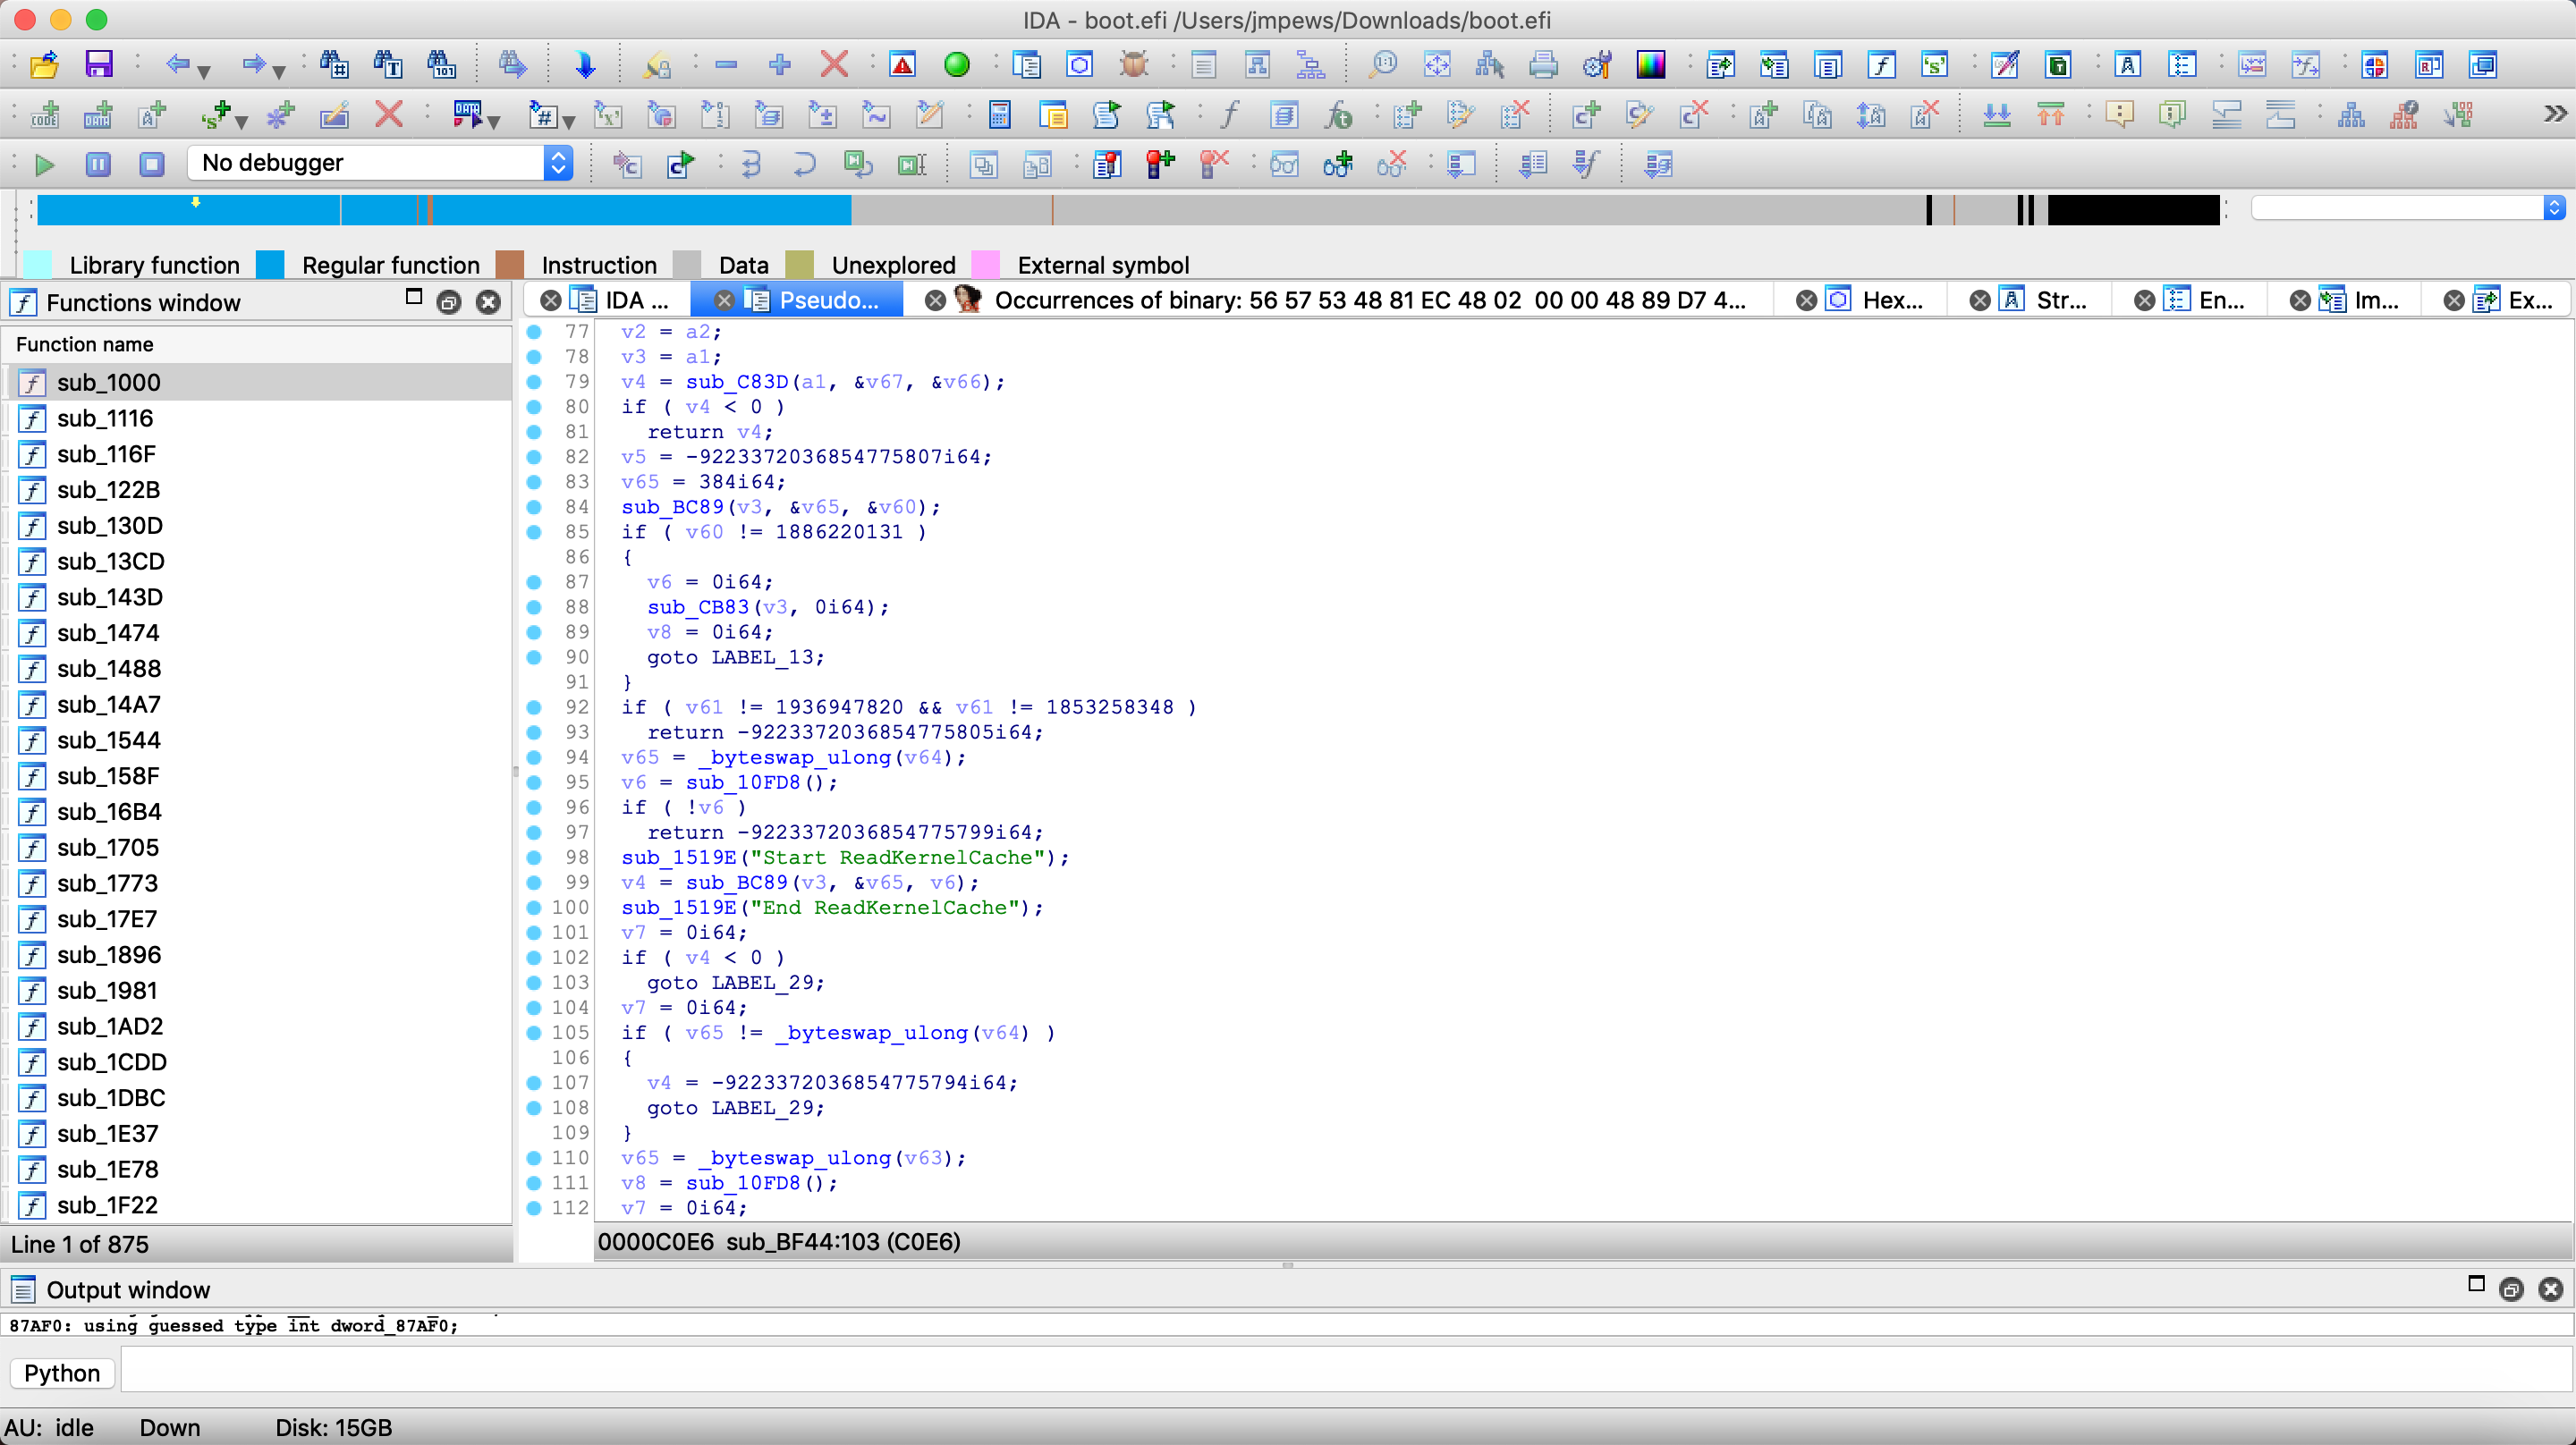 IDA - boot.efi /Users/jmpews/Downloads/boot.efi
No debugger
Library function Regular function Instruction Data Unexplored External symbol
Functions window
IDA ... Pseudo... Occurrences of binary: 56 57 53 48 81 EC 48 02 00 00 48 89 D7 4... Hex... Str... En... Im... Ex...
Function name
sub_1000
sub_1116
sub_116F
sub_122B
sub_130D
sub_13CD
sub_143D
sub_1474
sub_1488
sub_14A7
sub_1544
sub_158F
sub_16B4
sub_1705
sub_1773
sub_17E7
sub_1896
sub_1981
sub_1AD2
sub_1CDD
sub_1DBC
sub_1E37
sub_1E78
sub_1F22
Line 1 of 875
77 v2 = a2;
78 v3 = a1;
79 v4 = sub_C83D(a1, &v67, &v66);
80 if ( v4 < 0 )
81 return v4;
82 v5 = -9223372036854775807i64;
83 v65 = 384i64;
84 sub_BC89(v3, &v65, &v60);
85 if ( v60 != 1886220131 )
86 {
87 v6 = 0i64;
88 sub_CB83(v3, 0i64);
89 v8 = 0i64;
90 goto LABEL_13;
91 }
92 if ( v61 != 1936947820 && v61 != 1853258348 )
93 return -9223372036854775805i64;
94 v65 = _byteswap_ulong(v64);
95 v6 = sub_10FD8();
96 if ( !v6 )
97 return -9223372036854775799i64;
98 sub_1519E("Start ReadKernelCache");
99 v4 = sub_BC89(v3, &v65, v6);
100 sub_1519E("End ReadKernelCache");
101 v7 = 0i64;
102 if ( v4 < 0 )
103 goto LABEL_29;
104 v7 = 0i64;
105 if ( v65 != _byteswap_ulong(v64) )
106 {
107 v4 = -9223372036854775794i64;
108 goto LABEL_29;
109 }
110 v65 = _byteswap_ulong(v63);
111 v8 = sub_10FD8();
112 v7 = 0i64;
0000C0E6 sub_BF44:103 (C0E6)
Output window
87AF0: using guessed type int dword_87AF0;
Python
AU: idle Down Disk: 15GB